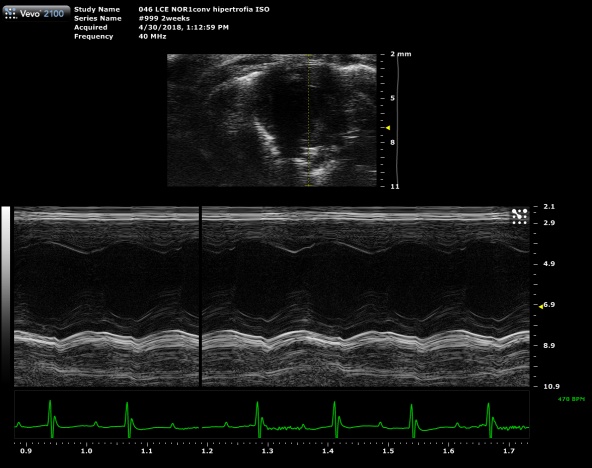 Vevo 2100
Study Name 046 LCE NOR1conv hipertrofia ISO
Series Name #999 2weeks
Acquired 4/30/2018, 1:12:59 PM
Frequency 40 MHz
2 mm
5
8
11
2.1
2.9
4.9
6.9
8.9
10.9
470 BPM
0.9 1.0 1.1 1.2 1.3 1.4 1.5 1.6 1.7